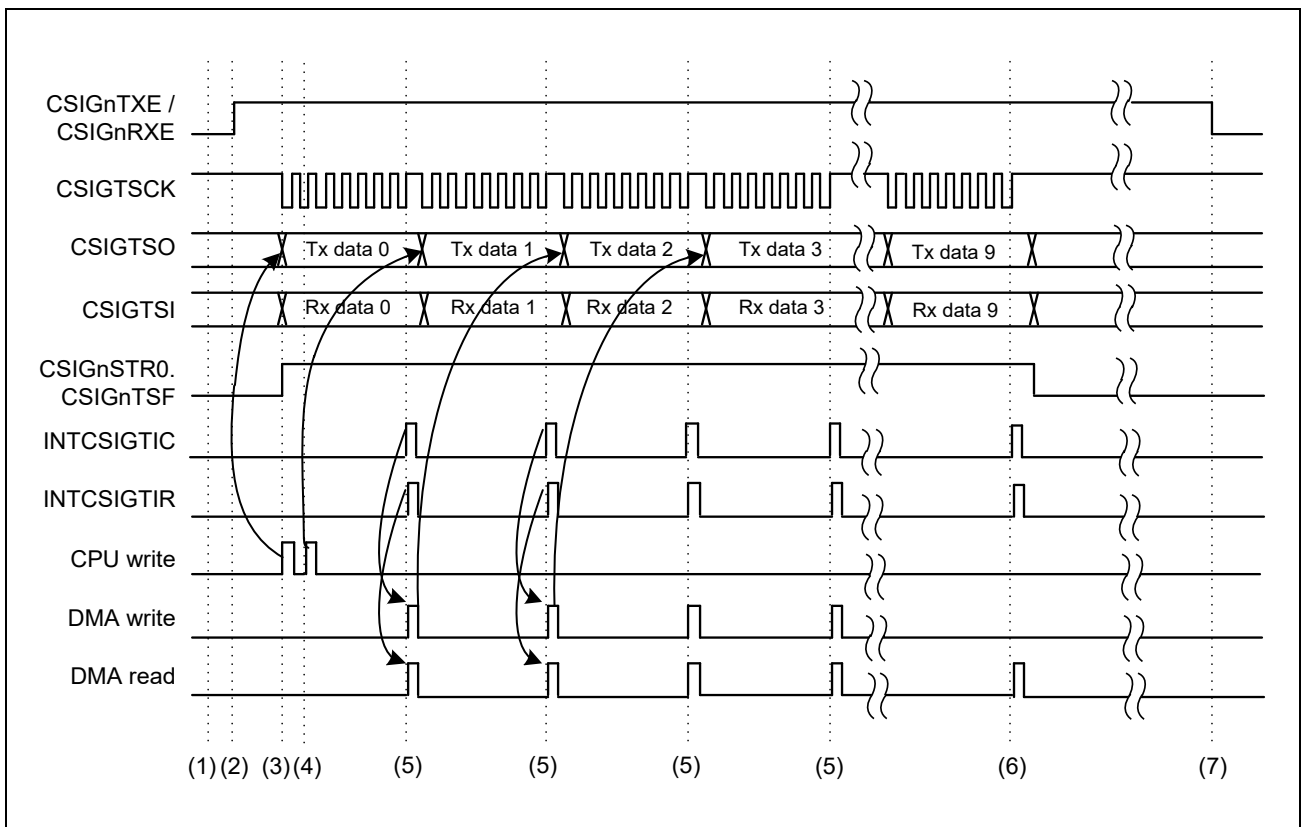 CSIGnTXE /
CSIGnRXE
CSIGTSCK
CSIGTSO Tx data 0 Tx data 1 Tx data 2 Tx data 3 Tx data 9
CSIGTSI Rx data 0 Rx data 1 Rx data 2 Rx data 3 Rx data 9
CSIGnSTR0.
CSIGnTSF
INTCSIGTIC
INTCSIGTIR
CPU write
DMA write
DMA read
(1) (2) (3) (4) (5) (5) (5) (5) (6) (7)